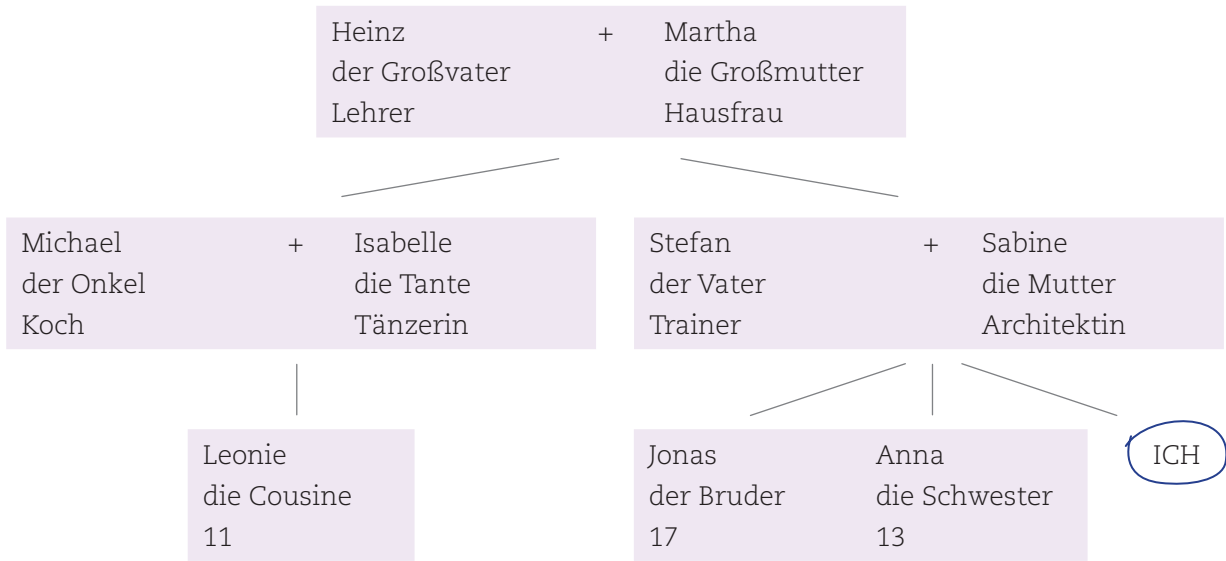 Heinz + Martha
der Großvater die Großmutter
Lehrer Hausfrau
Michael + Isabelle
der Onkel die Tante
Koch Tänzerin
Stefan + Sabine
der Vater die Mutter
Trainer Architektin
Leonie
die Cousine
11
Jonas Anna
der Bruder die Schwester
17 13
ICH